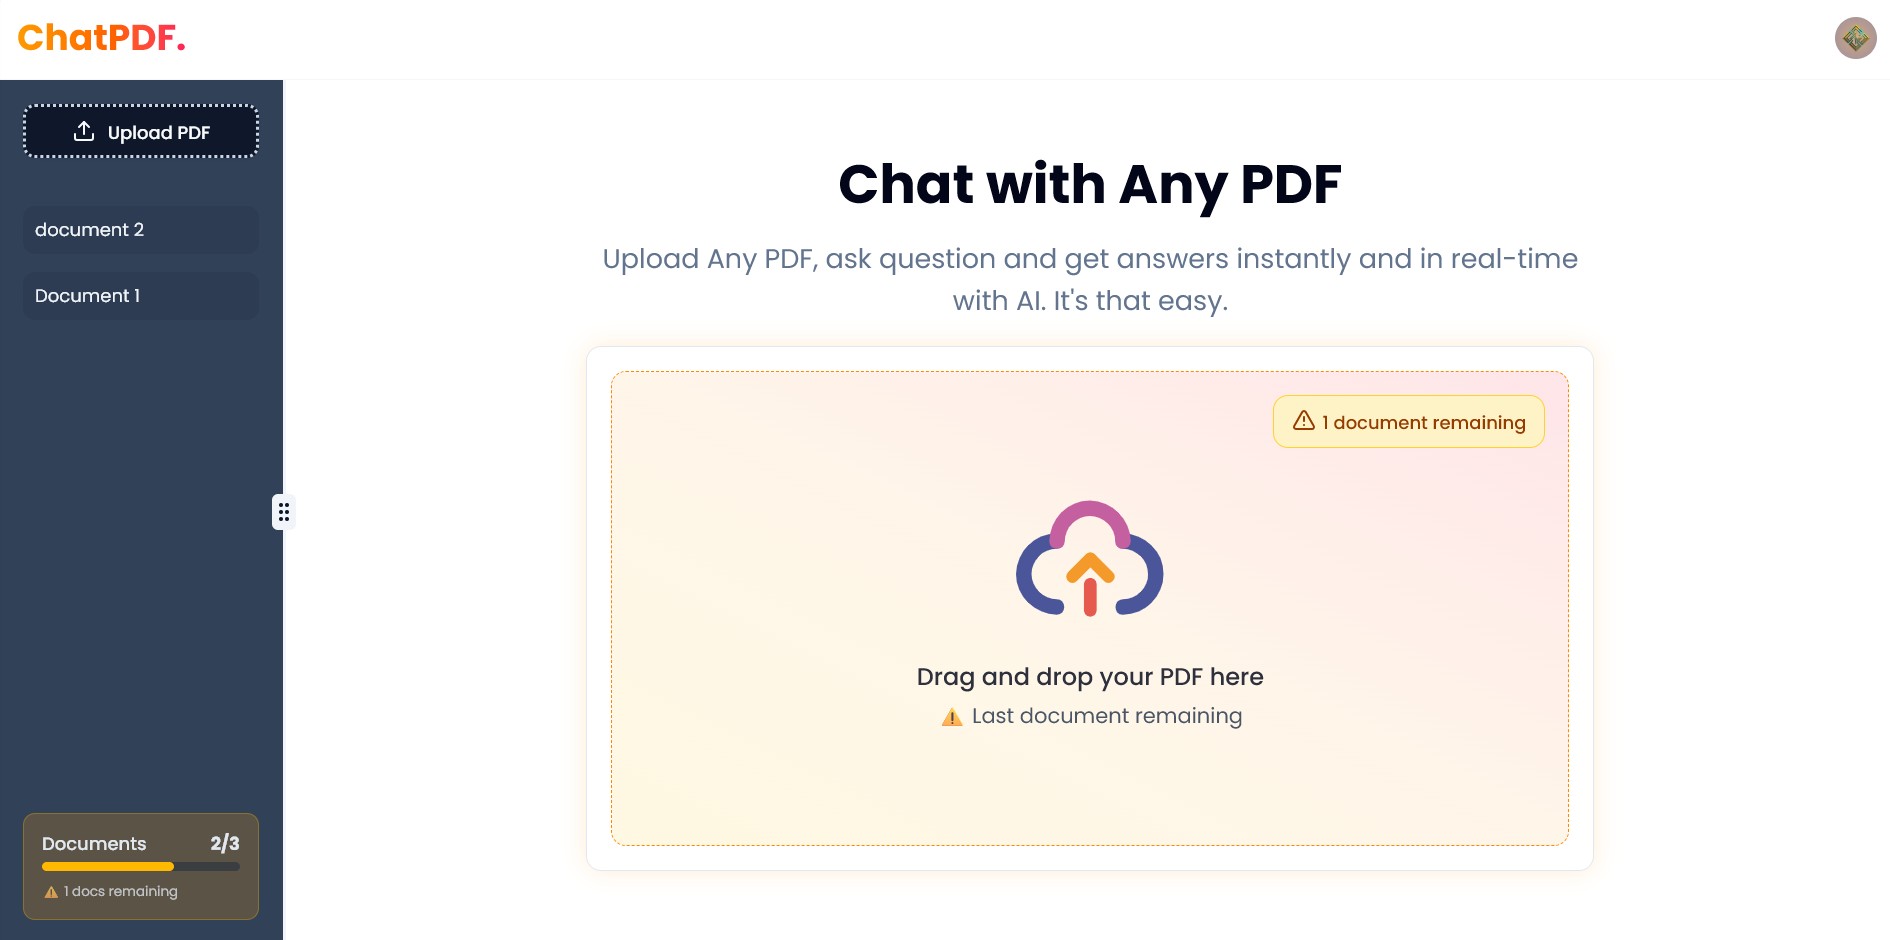 ChatPDF.
Upload PDF
document 2
Document 1
Documents 2/3
1 docs remaining
Chat with Any PDF
Upload Any PDF, ask question and get answers instantly and in real-time
with AI. It's that easy.
1 document remaining
Drag and drop your PDF here
Last document remaining